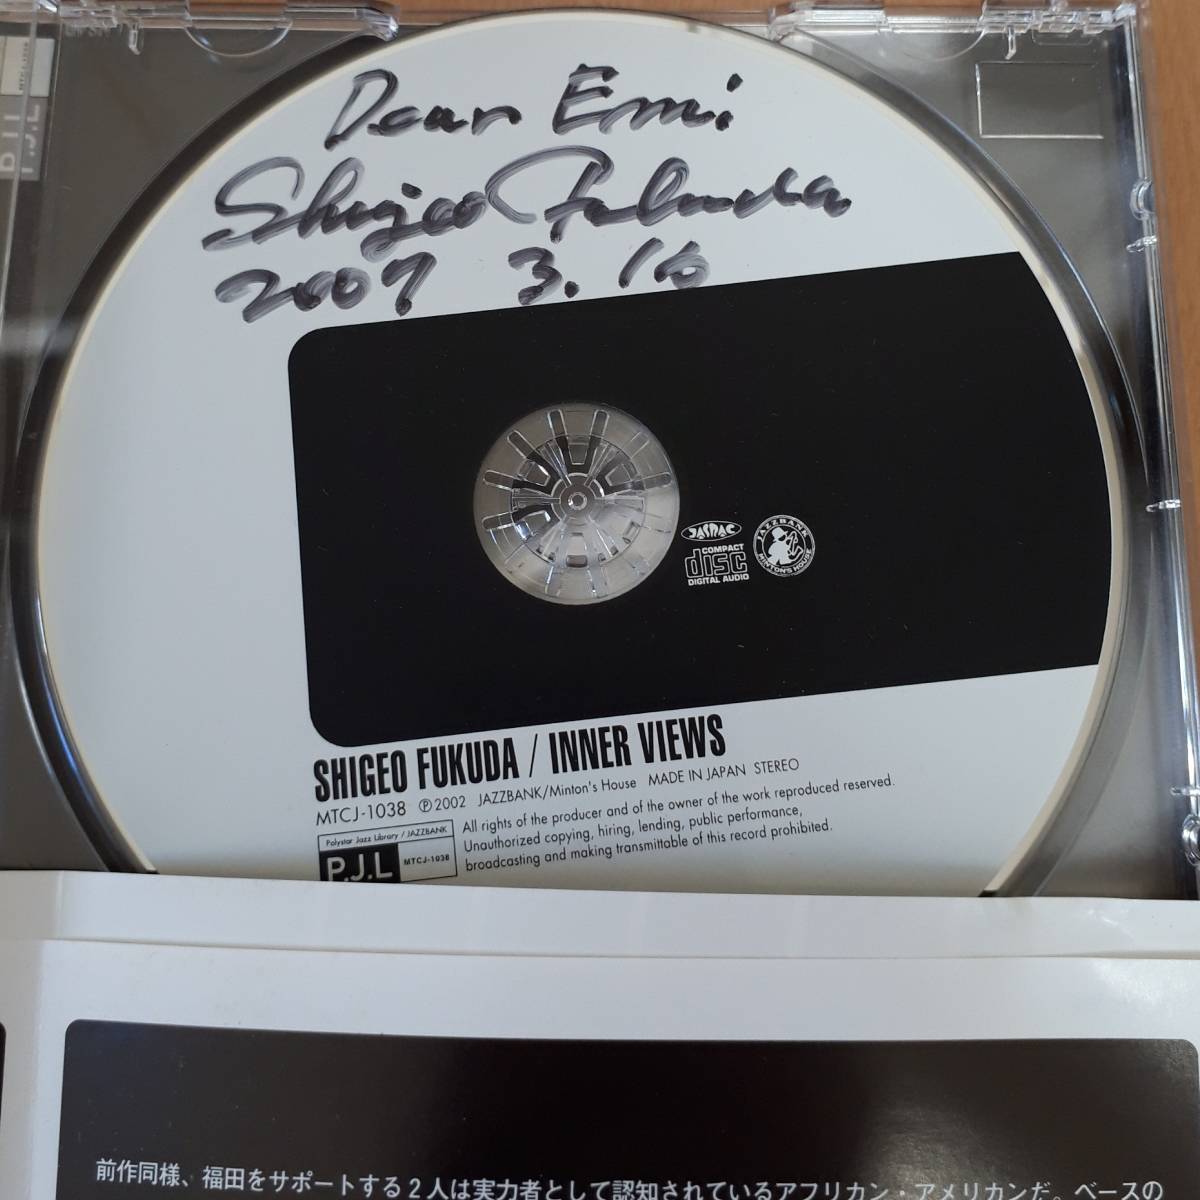 Dear Emi
Shigeo Fukuda
2007 3.16
JASRAC
COMPACT
disc
DIGITAL AUDIO
JAZZBANK
MINTON'S HOUSE
SHIGEO FUKUDA / INNER VIEWS
MTCJ-1038 Ⓟ2002 JAZZBANK/Minton's House MADE IN JAPAN STEREO
Polystar Jazz Library / JAZZBANK
P.J.L MTCJ-1038
All rights of the producer and of the owner of the work reproduced reserved.
Unauthorized copying, hiring, lending, public performance,
broadcasting and making transmittable of this record prohibited.
前作同様、福田をサポートする2人は実力者として認知されているアフリカン・アメリカンだ。ベースの